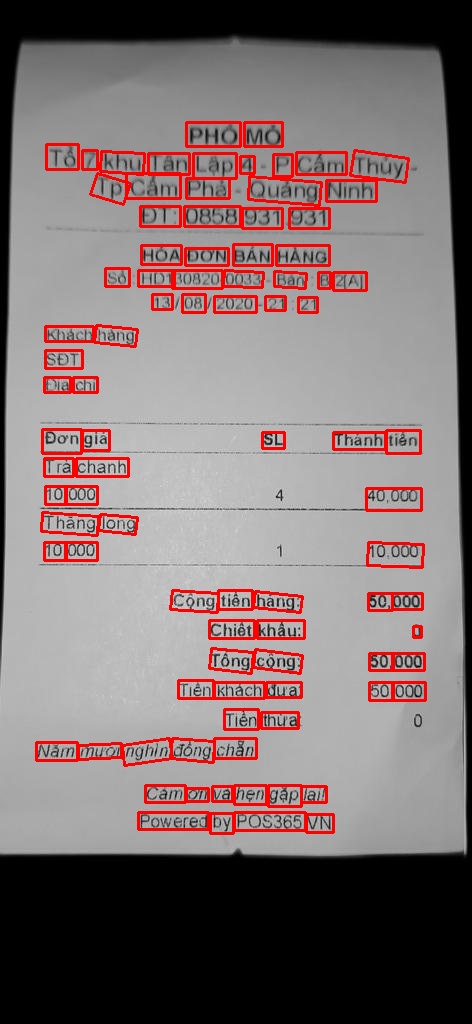 PHỐ MỎ
Tổ 7 khu Tân Lập 4 - P Cẩm Thủy -
Tp Cẩm Phả - Quảng Ninh
ĐT: 0858 931 931
HÓA ĐƠN BÁN HÀNG
Số : HD130820 0033 - Bàn : B 2[A]
13 / 08 / 2020 - 21 : 21
Khách hàng
SĐT
Địa chỉ
Đơn giá SL Thành tiền
Trà chanh
10,000 4 40,000
Thăng long
10,000 1 10,000
Cộng tiền hàng: 50,000
Chiết khấu: 0
Tổng cộng: 50,000
Tiền khách đưa: 50,000
Tiền thừa: 0
Năm mươi nghìn đồng chẵn
Cảm ơn và hẹn gặp lại!
Powered by POS365.VN